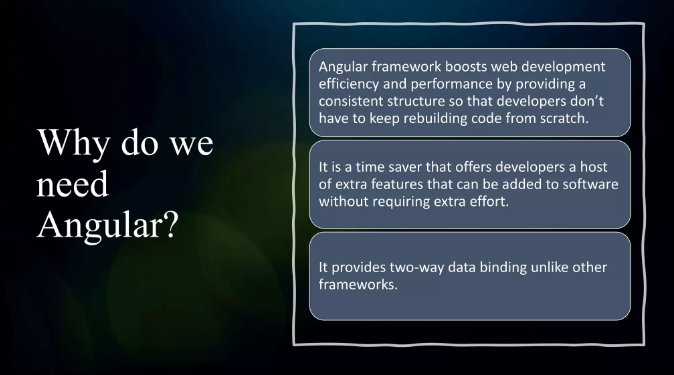 Why do we
need
Angular?
Angular framework boosts web development
efficiency and performance by providing a
consistent structure so that developers don’t
have to keep rebuilding code from scratch.
It is a time saver that offers developers a host
of extra features that can be added to software
without requiring extra effort.
It provides two-way data binding unlike other
frameworks.